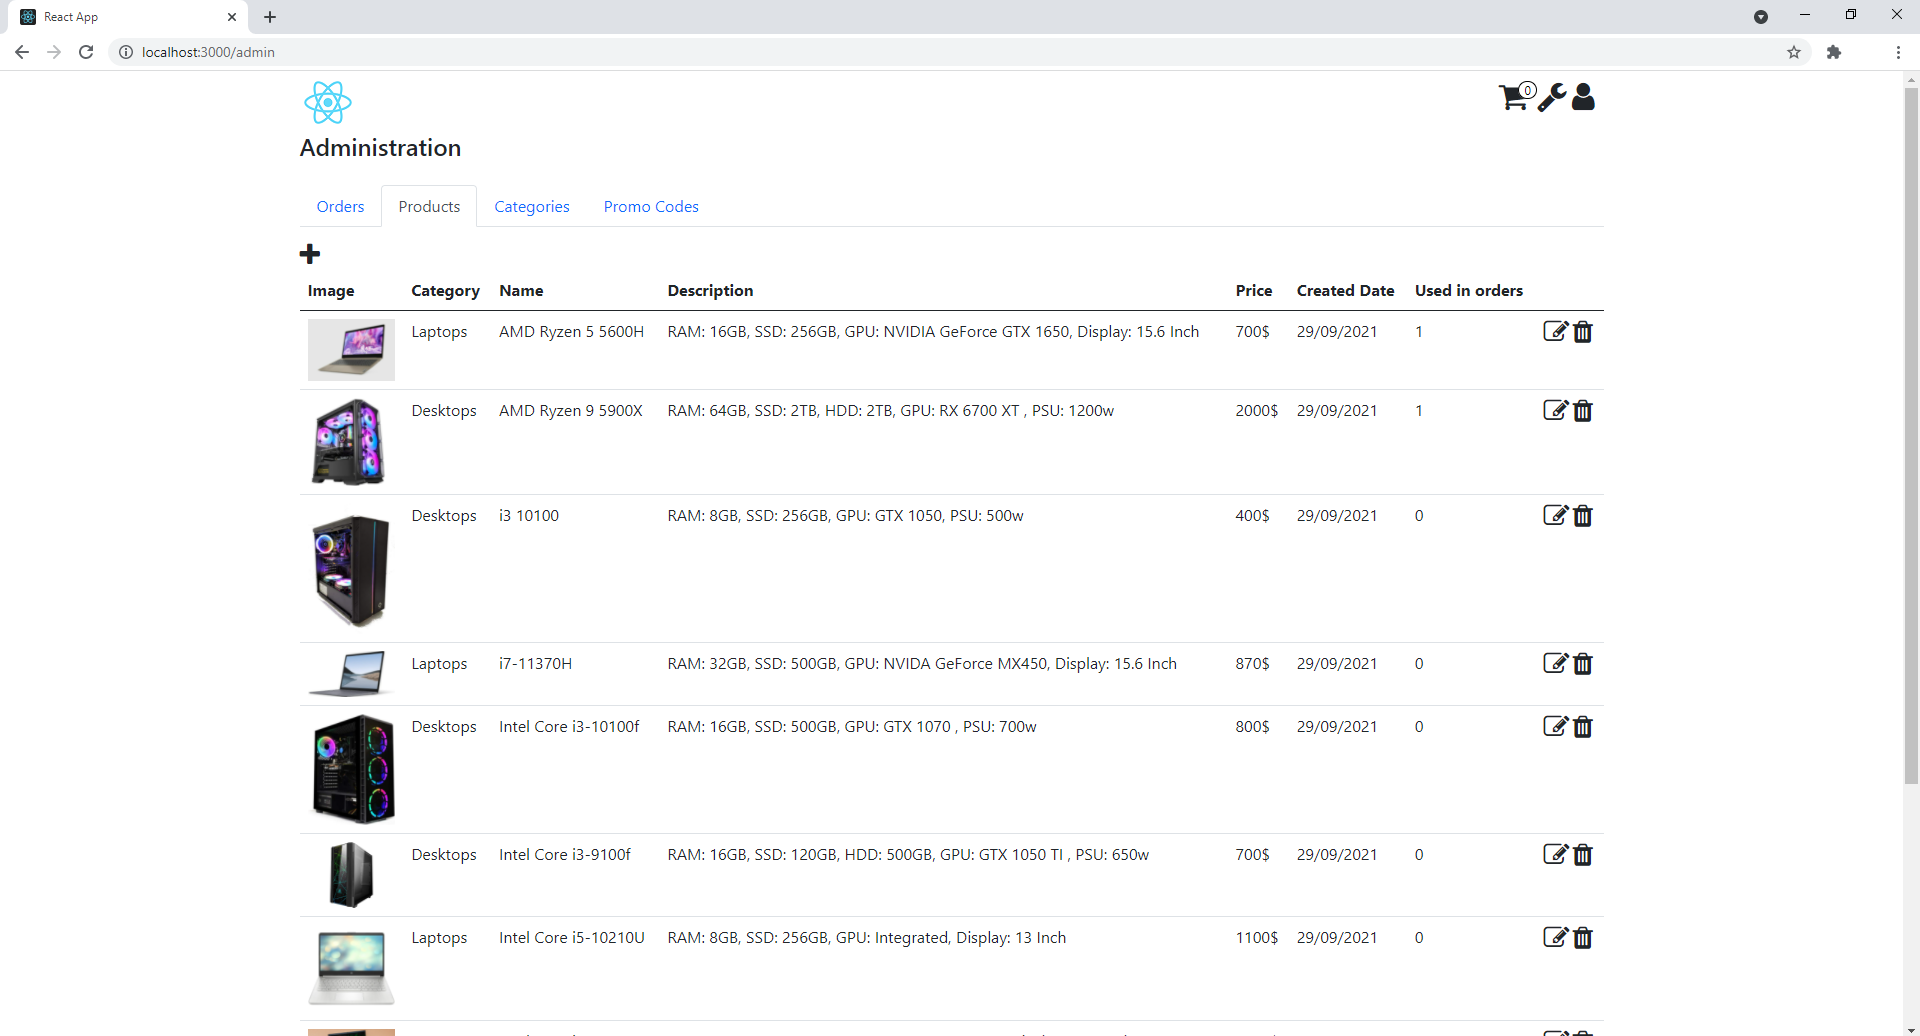 React App
localhost:3000/admin
0
Administration
Orders Products Categories Promo Codes
Image Category Name Description Price Created Date Used in orders
Laptops AMD Ryzen 5 5600H RAM: 16GB, SSD: 256GB, GPU: NVIDIA GeForce GTX 1650, Display: 15.6 Inch 700$ 29/09/2021 1
Desktops AMD Ryzen 9 5900X RAM: 64GB, SSD: 2TB, HDD: 2TB, GPU: RX 6700 XT , PSU: 1200w 2000$ 29/09/2021 1
Desktops i3 10100 RAM: 8GB, SSD: 256GB, GPU: GTX 1050, PSU: 500w 400$ 29/09/2021 0
Laptops i7-11370H RAM: 32GB, SSD: 500GB, GPU: NVIDA GeForce MX450, Display: 15.6 Inch 870$ 29/09/2021 0
Desktops Intel Core i3-10100f RAM: 16GB, SSD: 500GB, GPU: GTX 1070 , PSU: 700w 800$ 29/09/2021 0
Desktops Intel Core i3-9100f RAM: 16GB, SSD: 120GB, HDD: 500GB, GPU: GTX 1050 TI , PSU: 650w 700$ 29/09/2021 0
Laptops Intel Core i5-10210U RAM: 8GB, SSD: 256GB, GPU: Integrated, Display: 13 Inch 1100$ 29/09/2021 0